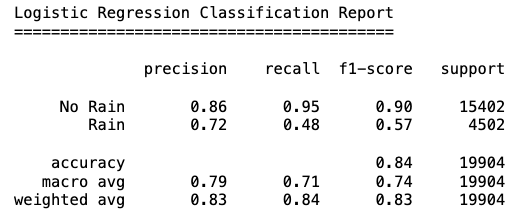 Logistic Regression Classification Report
=========================================
precision recall f1-score support
No Rain 0.86 0.95 0.90 15402
Rain 0.72 0.48 0.57 4502
accuracy 0.84 19904
macro avg 0.79 0.71 0.74 19904
weighted avg 0.83 0.84 0.83 19904